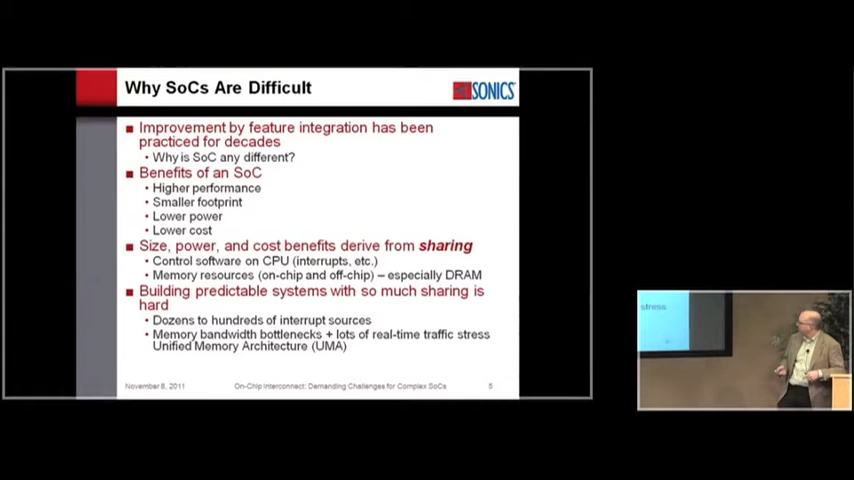 Why SoCs Are Difficult
SONICS
Improvement by feature integration has been
practiced for decades
• Why is SoC any different?
Benefits of an SoC
• Higher performance
• Smaller footprint
• Lower power
• Lower cost
Size, power, and cost benefits derive from sharing
• Control software on CPU (interrupts, etc.)
• Memory resources (on-chip and off-chip) – especially DRAM
Building predictable systems with so much sharing is
hard
• Dozens to hundreds of interrupt sources
• Memory bandwidth bottlenecks + lots of real-time traffic stress
Unified Memory Architecture (UMA)
November 8, 2011
On-Chip Interconnect: Demanding Challenges for Complex SoCs
5
stress